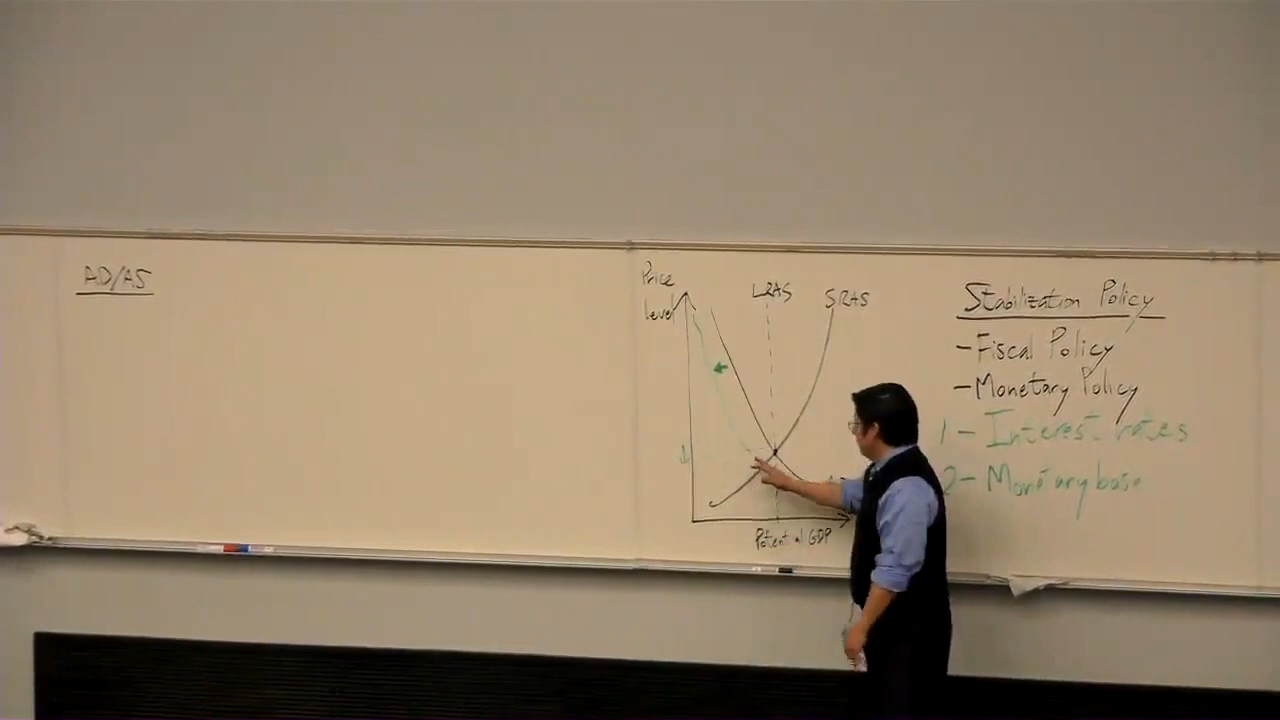 AD/AS
Price
level
LRAS
SRAS
Potential GDP
Stabilization Policy
- Fiscal Policy
- Monetary Policy
1 - Interest rates
2 - Monetary base